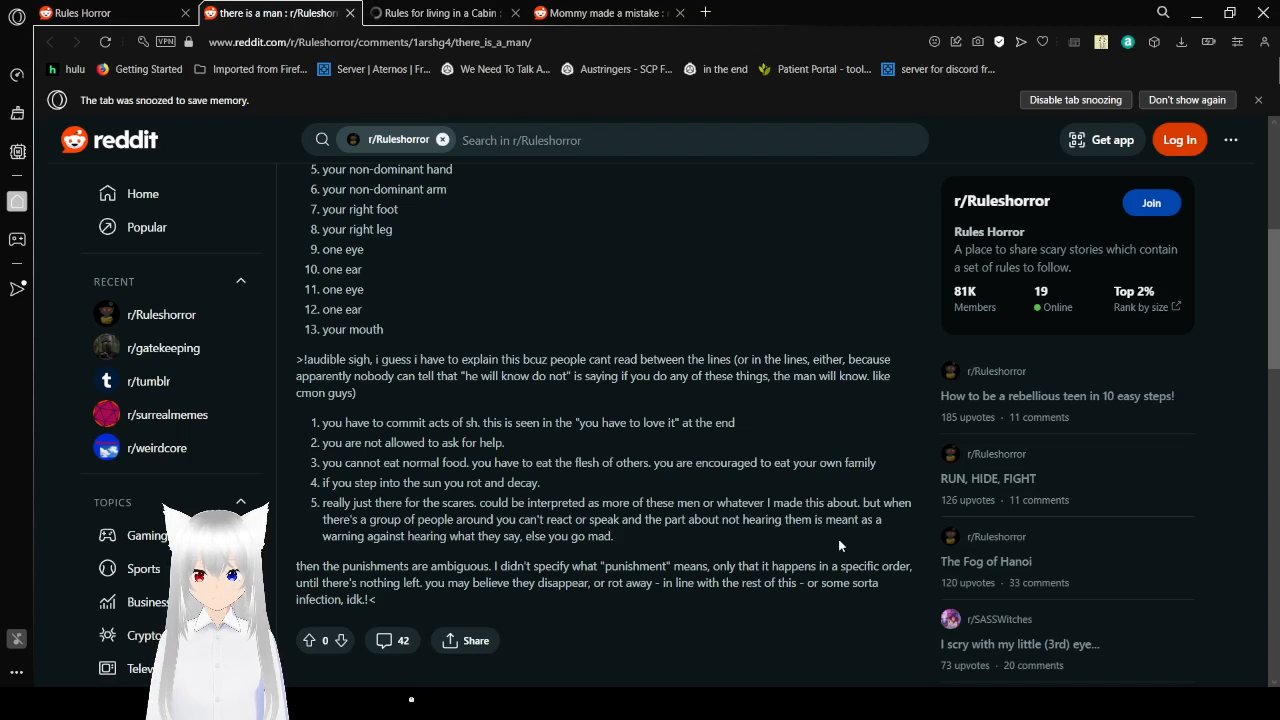 Rules Horror
there is a man : r/Ruleshorr
Rules for living in a Cabin
Mommy made a mistake :
VPN
www.reddit.com/r/Ruleshorror/comments/1arshg4/there_is_a_man/
hulu
Getting Started
Imported from Firef...
Server | Aternos | Fr...
We Need To Talk A...
Austringers - SCP F...
in the end
Patient Portal - tool...
server for discord fr...
The tab was snoozed to save memory.
Disable tab snoozing
Don't show again
reddit
r/Ruleshorror
Search in r/Ruleshorror
Get app
Log In
Home
Popular
RECENT
r/Ruleshorror
r/gatekeeping
r/tumblr
r/surrealmemes
r/weirdcore
TOPICS
Gaming
Sports
Business
Crypto
Telev
5. your non-dominant hand
6. your non-dominant arm
7. your right foot
8. your right leg
9. one eye
10. one ear
11. one eye
12. one ear
13. your mouth
>!audible sigh, i guess i have to explain this bcuz people cant read between the lines (or in the lines, either, because
apparently nobody can tell that "he will know do not" is saying if you do any of these things, the man will know. like
cmon guys)
1. you have to commit acts of sh. this is seen in the "you have to love it" at the end
2. you are not allowed to ask for help.
3. you cannot eat normal food. you have to eat the flesh of others. you are encouraged to eat your own family
4. if you step into the sun you rot and decay.
5. really just there for the scares. could be interpreted as more of these men or whatever I made this about. but when
there's a group of people around you can't react or speak and the part about not hearing them is meant as a
warning against hearing what they say, else you go mad.
then the punishments are ambiguous. I didn't specify what "punishment" means, only that it happens in a specific order,
until there's nothing left. you may believe they disappear, or rot away - in line with the rest of this - or some sorta
infection, idk.!<
0
42
Share
r/Ruleshorror
Join
Rules Horror
A place to share scary stories which contain
a set of rules to follow.
81K
19
Top 2%
Members
Online
Rank by size
r/Ruleshorror
How to be a rebellious teen in 10 easy steps!
185 upvotes • 11 comments
r/Ruleshorror
RUN, HIDE, FIGHT
126 upvotes • 11 comments
r/Ruleshorror
The Fog of Hanoi
120 upvotes • 33 comments
r/SASSWitches
I scry with my little (3rd) eye...
73 upvotes • 20 comments